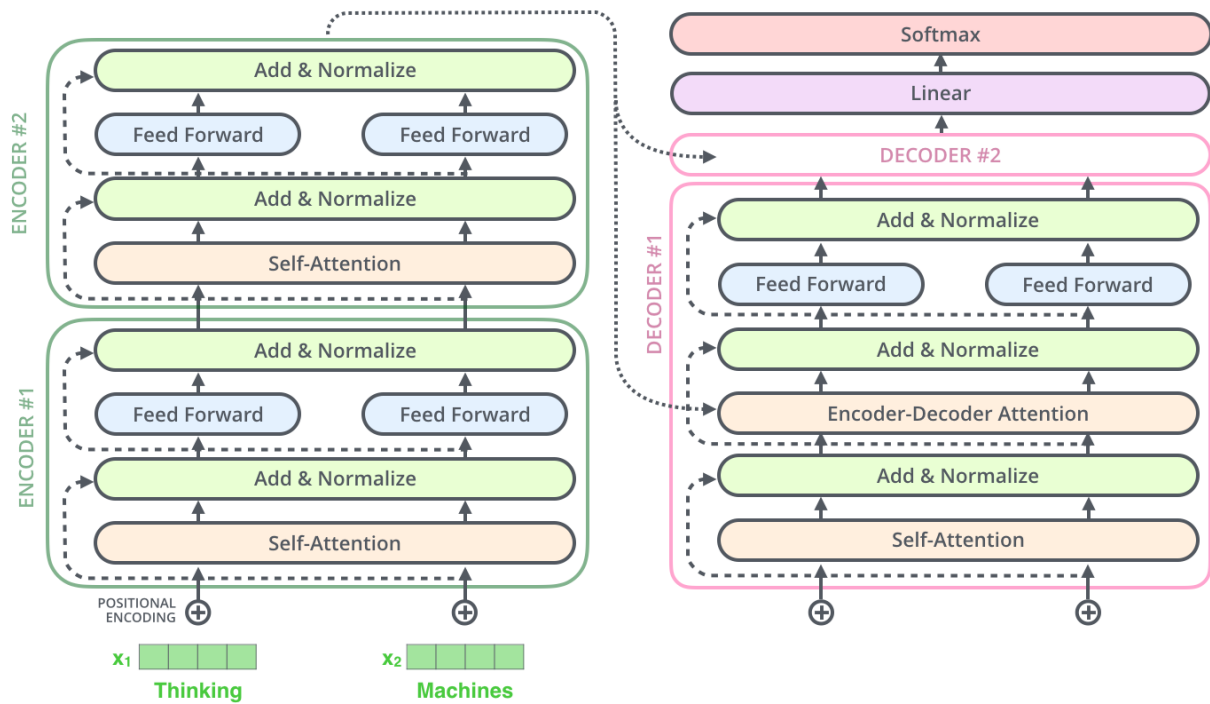 ENCODER #2
Add & Normalize
Feed Forward
Feed Forward
Add & Normalize
Self-Attention
ENCODER #1
Add & Normalize
Feed Forward
Feed Forward
Add & Normalize
Self-Attention
POSITIONAL
ENCODING
x1
x2
Thinking
Machines
Softmax
Linear
DECODER #2
DECODER #1
Add & Normalize
Feed Forward
Feed Forward
Add & Normalize
Encoder-Decoder Attention
Add & Normalize
Self-Attention